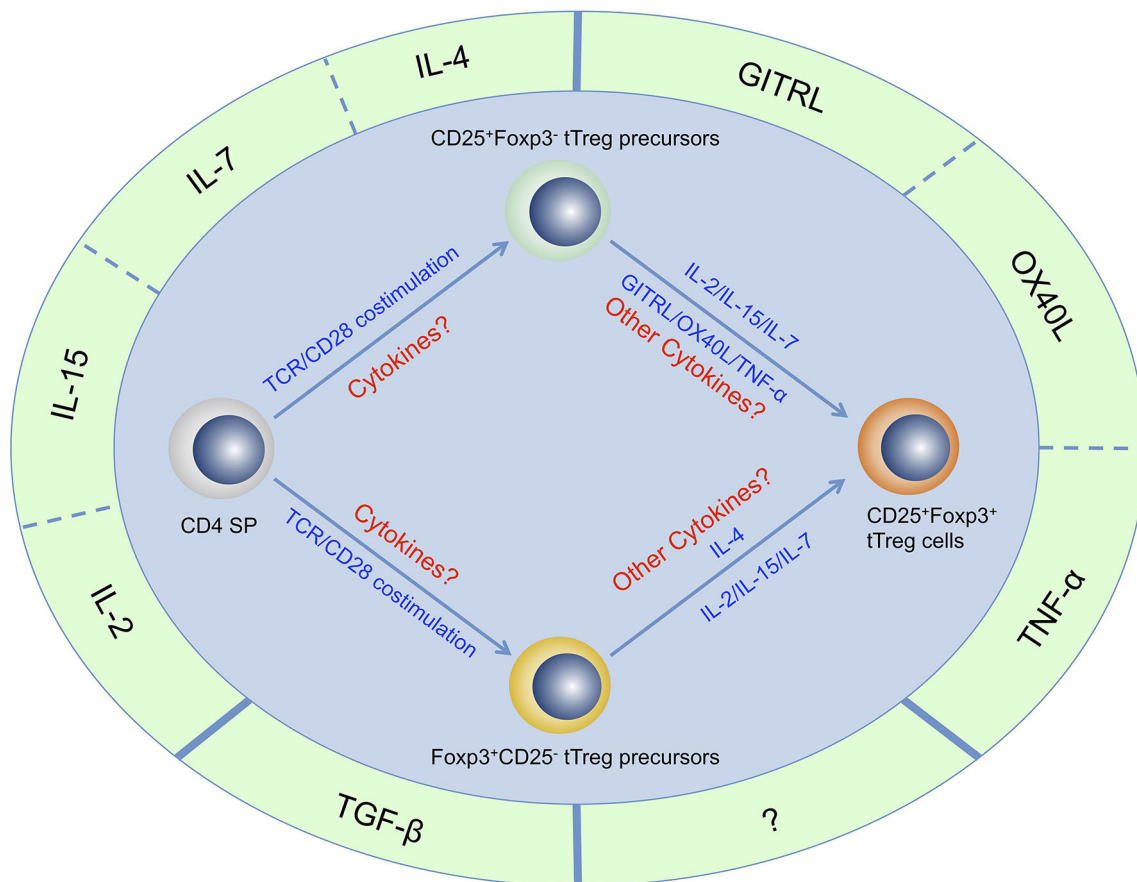 IL-4
GITRL
IL-7
OX40L
IL-15
IL-2
TNF-α
TGF-β
?
CD25⁺Foxp3⁻ tTreg precursors
TCR/CD28 costimulation
Cytokines?
IL-2/IL-15/IL-7
GITRL/OX40L/TNF-α
Other Cytokines?
CD4 SP
CD25⁺Foxp3⁺
tTreg cells
Cytokines?
TCR/CD28 costimulation
Other Cytokines?
IL-4
IL-2/IL-15/IL-7
Foxp3⁺CD25⁻ tTreg precursors